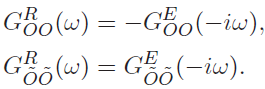 G^R_{OO}(ω) = −G^E_{OO}(−iω),
G^R_{ÕÕ}(ω) = G^E_{ÕÕ}(−iω).